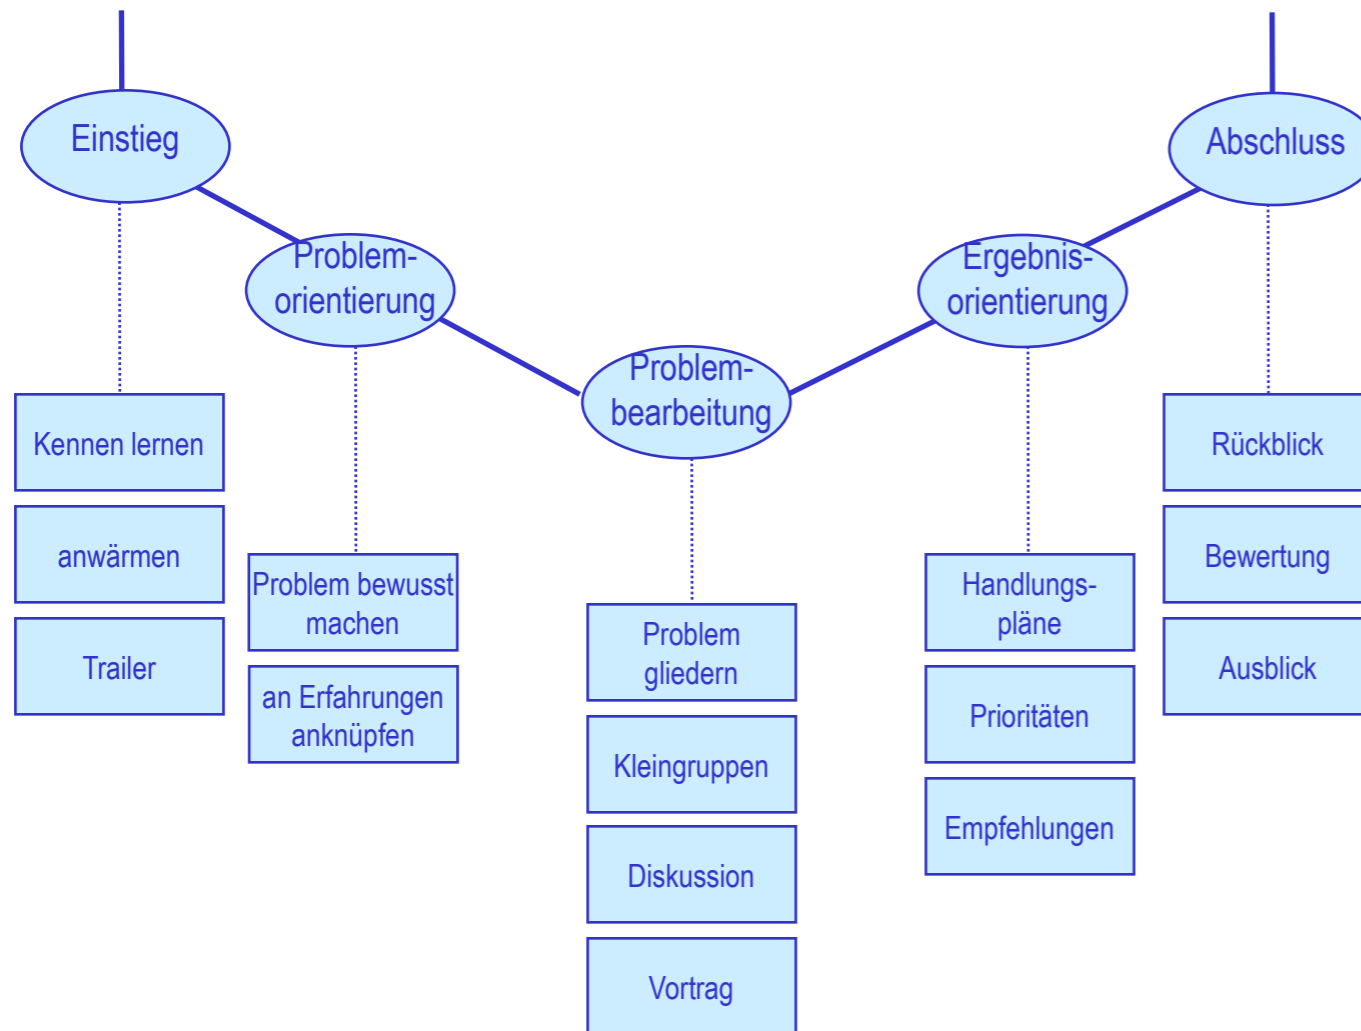 Einstieg
Kennen lernen
anwärmen
Trailer
Problem-
orientierung
Problem bewusst
machen
an Erfahrungen
anknüpfen
Problem-
bearbeitung
Problem
gliedern
Kleingruppen
Diskussion
Vortrag
Ergebnis-
orientierung
Handlungs-
pläne
Prioritäten
Empfehlungen
Abschluss
Rückblick
Bewertung
Ausblick